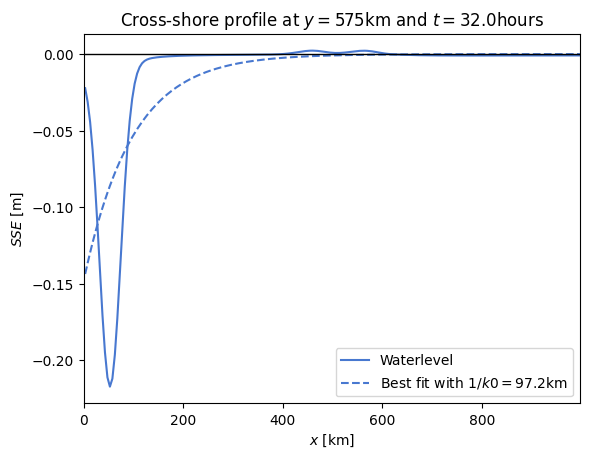 Cross-shore profile at y = 575km and t = 32.0hours
0.00
−0.05
−0.10
−0.15
−0.20
SSE [m]
Waterlevel
Best fit with 1/k0 = 97.2km
0 200 400 600 800
x [km]